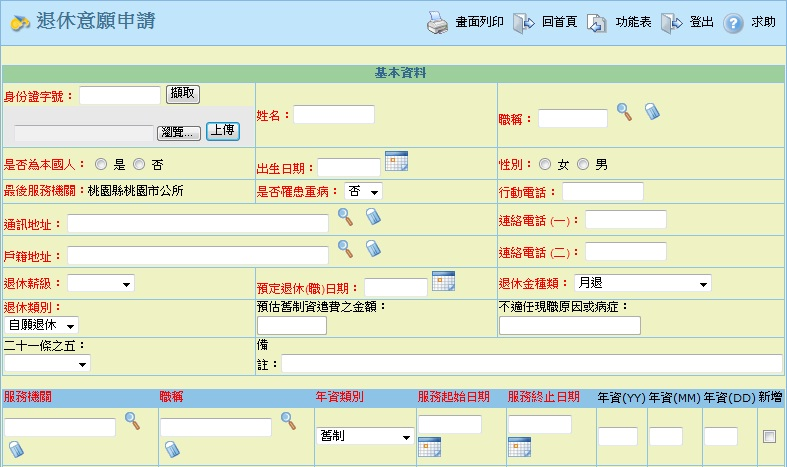 退休意願申請 畫面列印 回首頁 功能表 登出 求助
基本資料
身份證字號： 擷取
瀏覽... 上傳
姓名：
職稱：
是否為本國人： 是 否 出生日期： 性別： 女 男
最後服務機關：桃園縣桃園市公所 是否罹患重病： 否 行動電話：
通訊地址： 連絡電話 (一)：
戶籍地址： 連絡電話 (二)：
退休薪級： 預定退休(職)日期： 退休金種類： 月退
退休類別： 預估舊制資遣費之金額： 不適任現職原因或病症：
自願退休
二十一條之五： 備
註：
服務機關 職稱 年資類別 服務起始日期 服務終止日期 年資(YY) 年資(MM) 年資(DD) 新增
舊制